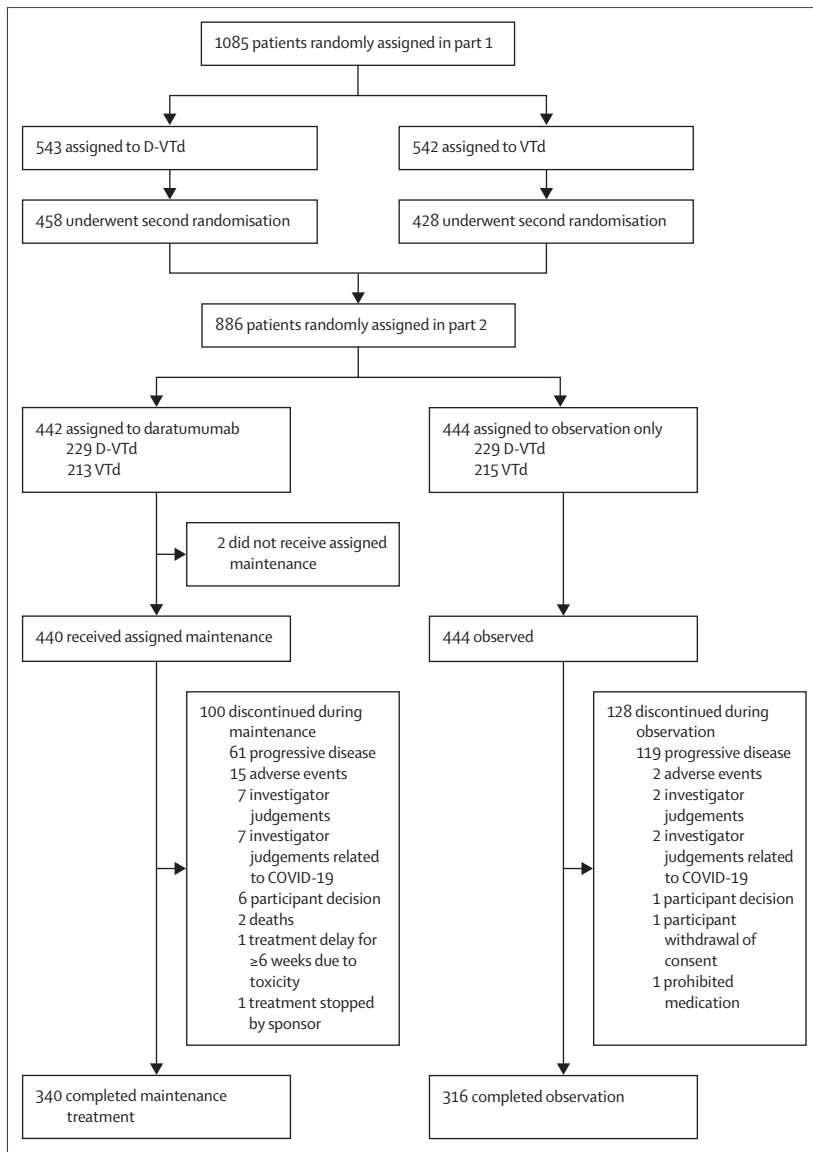 1085 patients randomly assigned in part 1
543 assigned to D-VTd
542 assigned to VTd
458 underwent second randomisation
428 underwent second randomisation
886 patients randomly assigned in part 2
442 assigned to daratumumab
229 D-VTd
213 VTd
444 assigned to observation only
229 D-VTd
215 VTd
2 did not receive assigned
maintenance
440 received assigned maintenance
444 observed
100 discontinued during
maintenance
61 progressive disease
15 adverse events
7 investigator
judgements
7 investigator
judgements related
to COVID-19
6 participant decision
2 deaths
1 treatment delay for
≥6 weeks due to
toxicity
1 treatment stopped
by sponsor
128 discontinued during
observation
119 progressive disease
2 adverse events
2 investigator
judgements
2 investigator
judgements related
to COVID-19
1 participant decision
1 participant
withdrawal of
consent
1 prohibited
medication
340 completed maintenance
treatment
316 completed observation